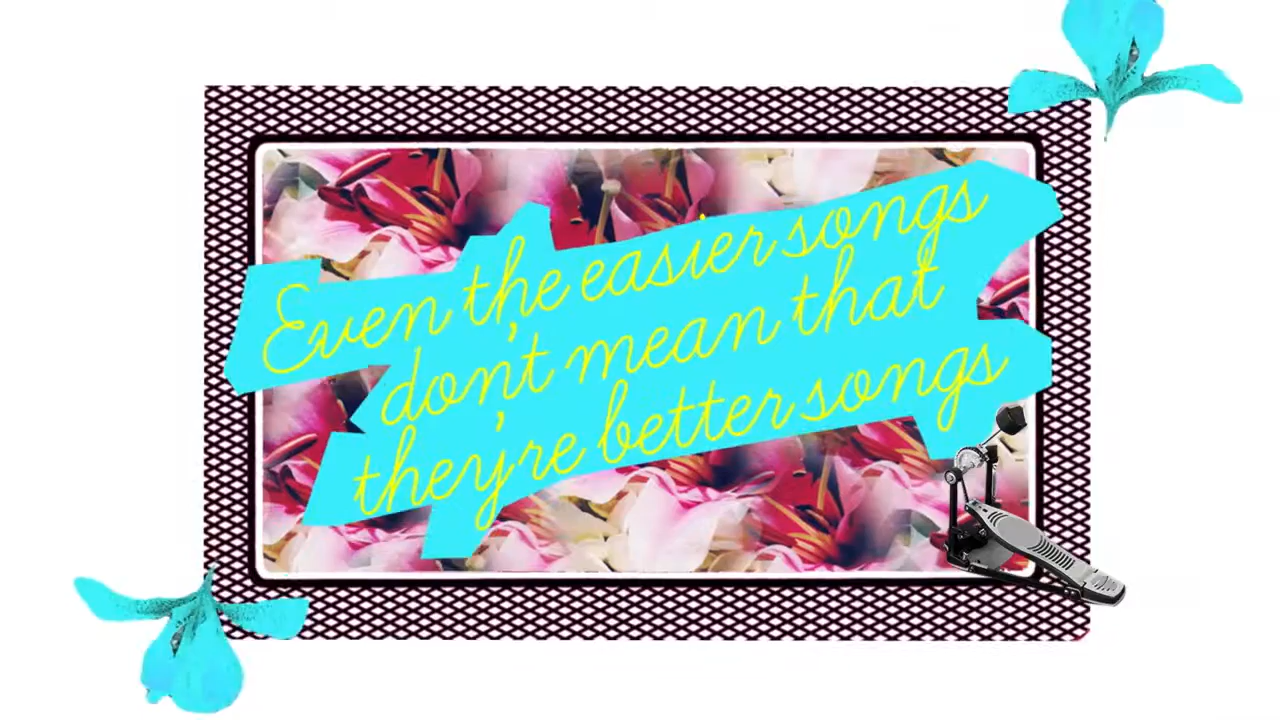 Even the easier songs
don't mean that
they're better songs